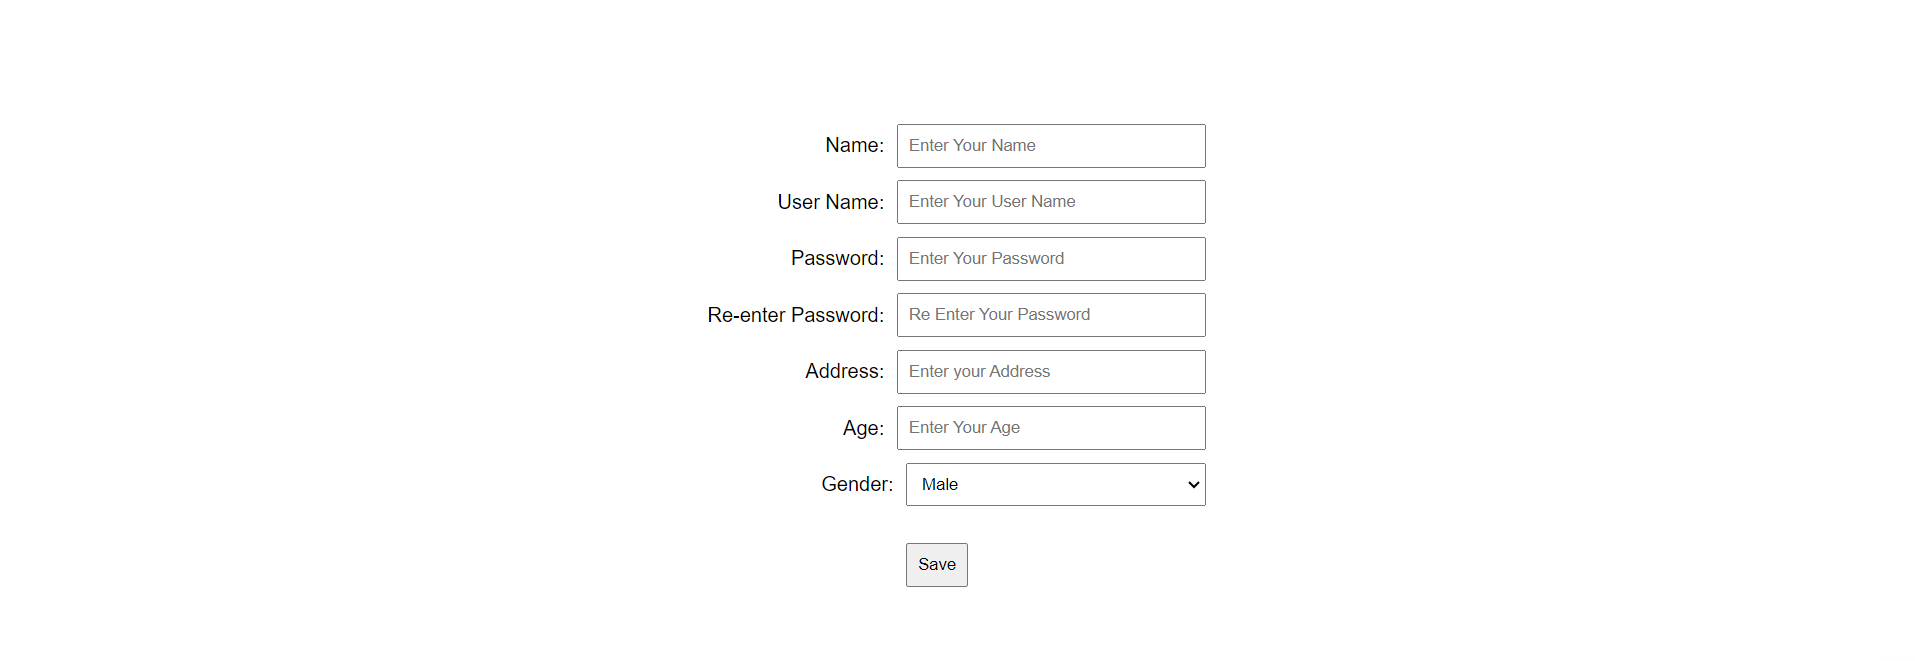 Name: Enter Your Name
User Name: Enter Your User Name
Password: Enter Your Password
Re-enter Password: Re Enter Your Password
Address: Enter your Address
Age: Enter Your Age
Gender: Male
Save